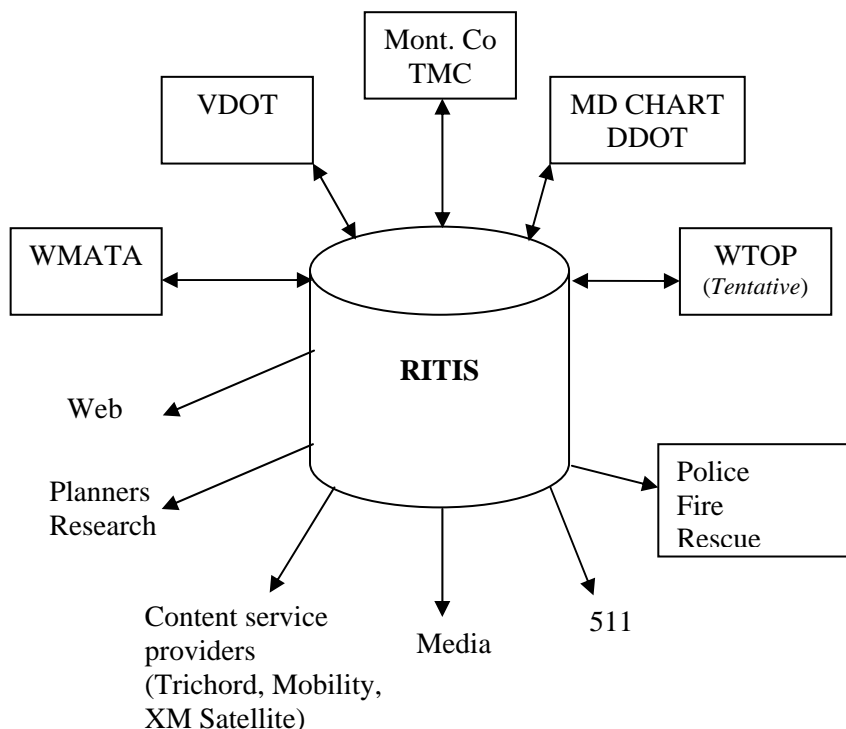 Mont. Co
TMC
VDOT
MD CHART
DDOT
WMATA
WTOP
(Tentative)
RITIS
Web
Planners
Research
Police
Fire
Rescue
Content service
providers
(Trichord, Mobility,
XM Satellite)
Media
511